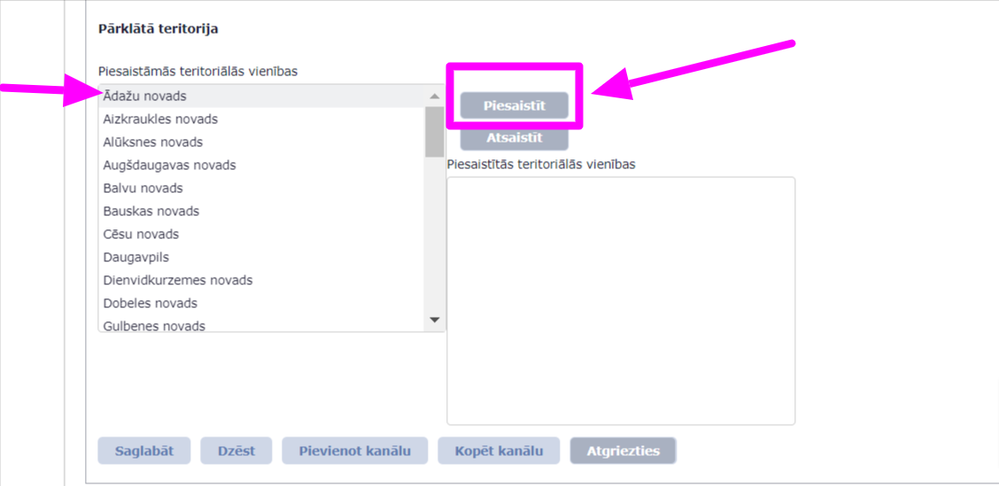 Pārklātā teritorija
Piesaistāmās teritoriālās vienības
Ādažu novads
Aizkraukles novads
Alūksnes novads
Augšdaugavas novads
Balvu novads
Bauskas novads
Cēsu novads
Daugavpils
Dienvidkurzemes novads
Dobeles novads
Gulbenes novads
Piesaistīt
Atsaistīt
Piesaistītās teritoriālās vienības
Saglabāt Dzēst Pievienot kanālu Kopēt kanālu Atgriezties